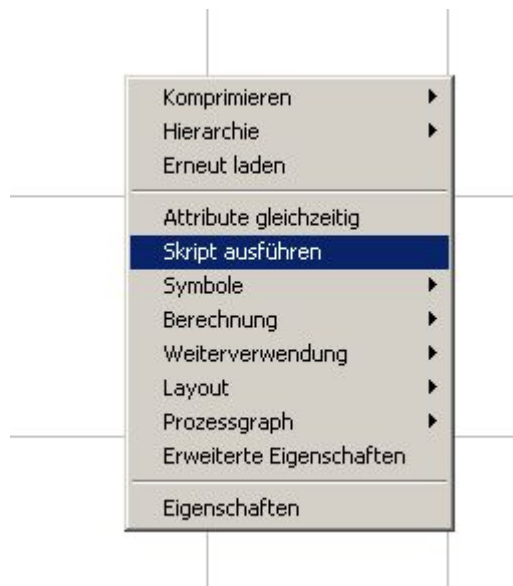 Komprimieren
Hierarchie
Erneut laden
Attribute gleichzeitig
Skript ausführen
Symbole
Berechnung
Weiterverwendung
Layout
Prozessgraph
Erweiterte Eigenschaften
Eigenschaften